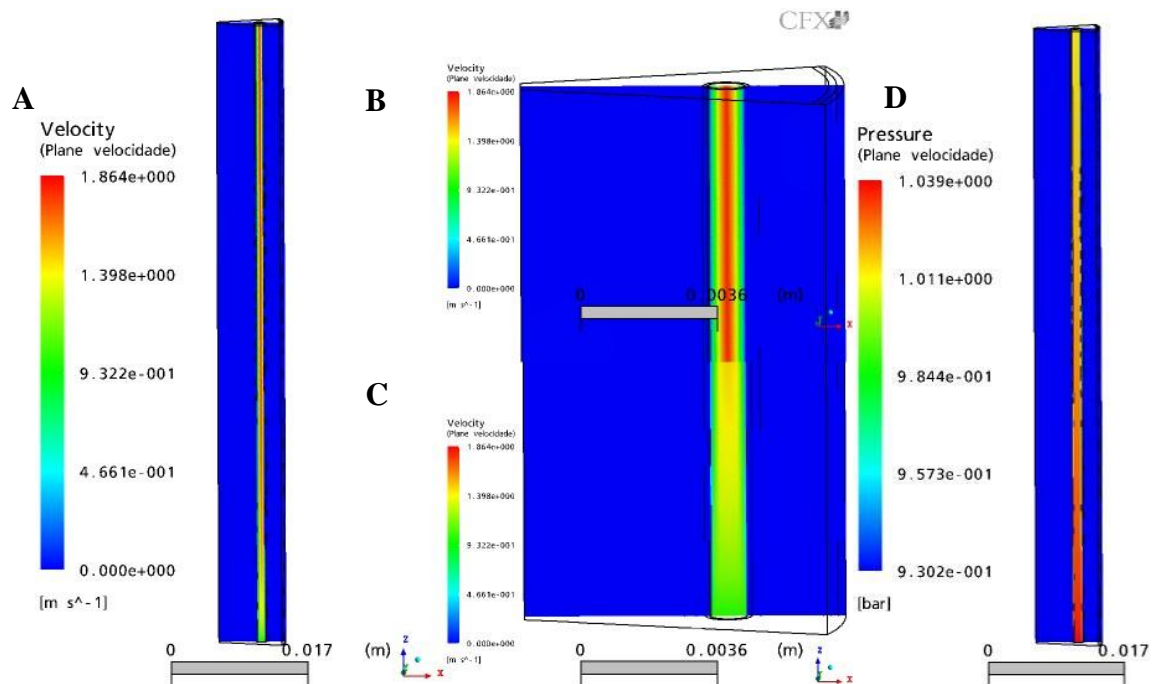 CFX
A
Velocity
(Plane velocidade)
1.864e+000
1.398e+000
9.322e-001
4.661e-001
0.000e+000
[m s^-1]
0 0.017 (m)
z
x
B
Velocity
(Plane velocidade)
1.864e+000
1.398e+000
9.322e-001
4.661e-001
0.000e+000
[m s^-1]
0 0.0036 (m)
x
C
Velocity
(Plane velocidade)
1.864e+000
1.398e+000
9.322e-001
4.661e-001
0.000e+000
[m s^-1]
0 0.0036 (m)
z
x
D
Pressure
(Plane velocidade)
1.039e+000
1.011e+000
9.844e-001
9.573e-001
9.302e-001
[bar]
0 0.017